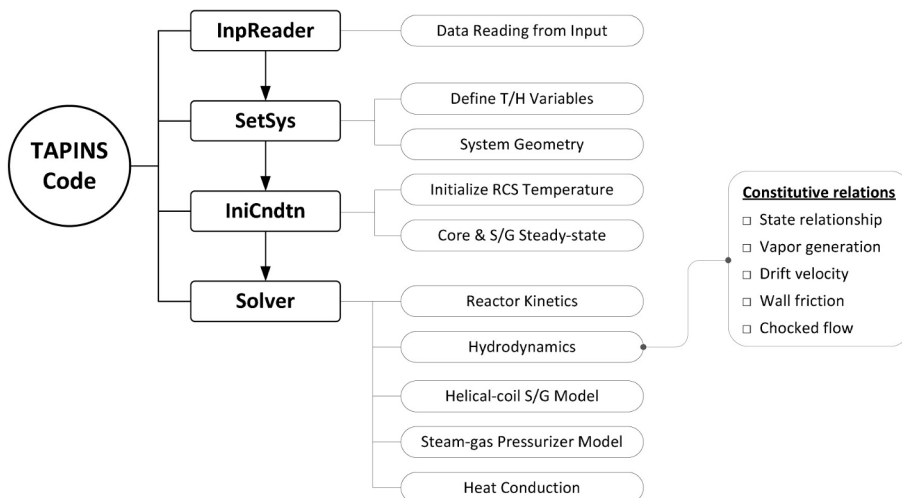 TAPINS
Code
InpReader
Data Reading from Input
SetSys
Define T/H Variables
System Geometry
IniCndtn
Initialize RCS Temperature
Core & S/G Steady-state
Solver
Reactor Kinetics
Hydrodynamics
Helical-coil S/G Model
Steam-gas Pressurizer Model
Heat Conduction
Constitutive relations
□ State relationship
□ Vapor generation
□ Drift velocity
□ Wall friction
□ Chocked flow